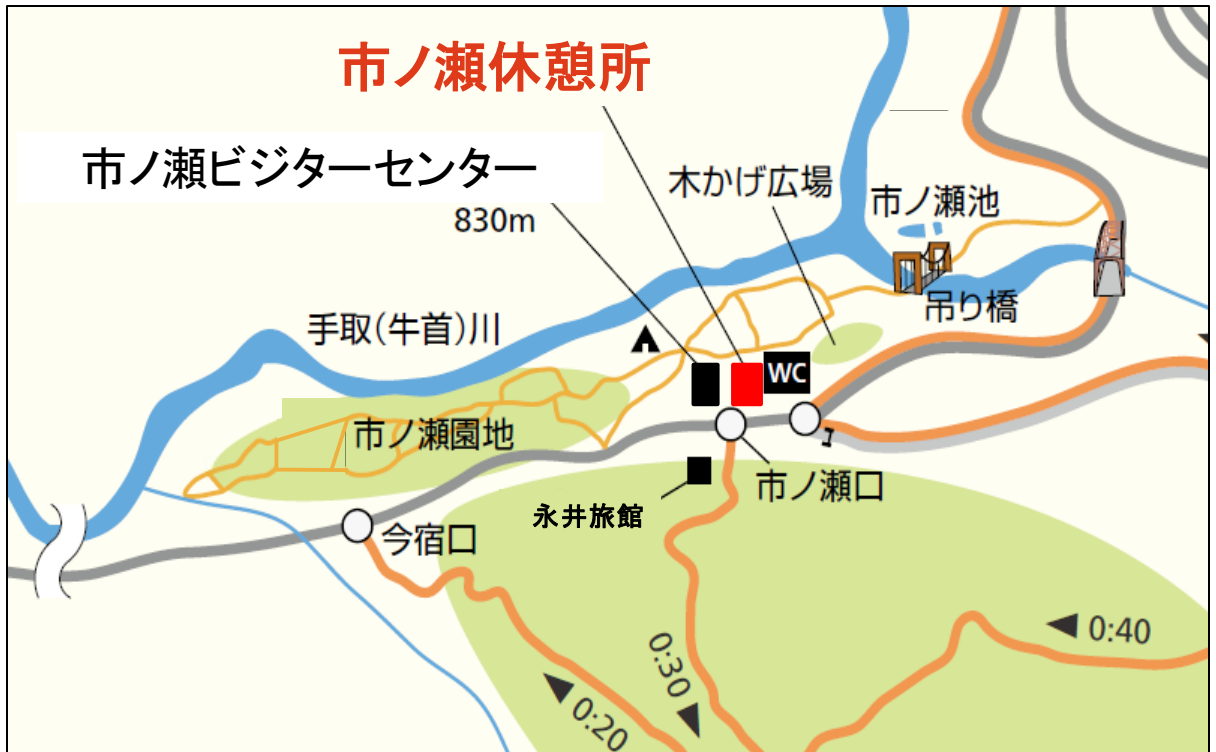 市ノ瀬休憩所
市ノ瀬ビジターセンター
830m
木かげ広場
市ノ瀬池
吊り橋
手取(牛首)川
WC
市ノ瀬園地
市ノ瀬口
永井旅館
今宿口
0:40
0:30
0:20